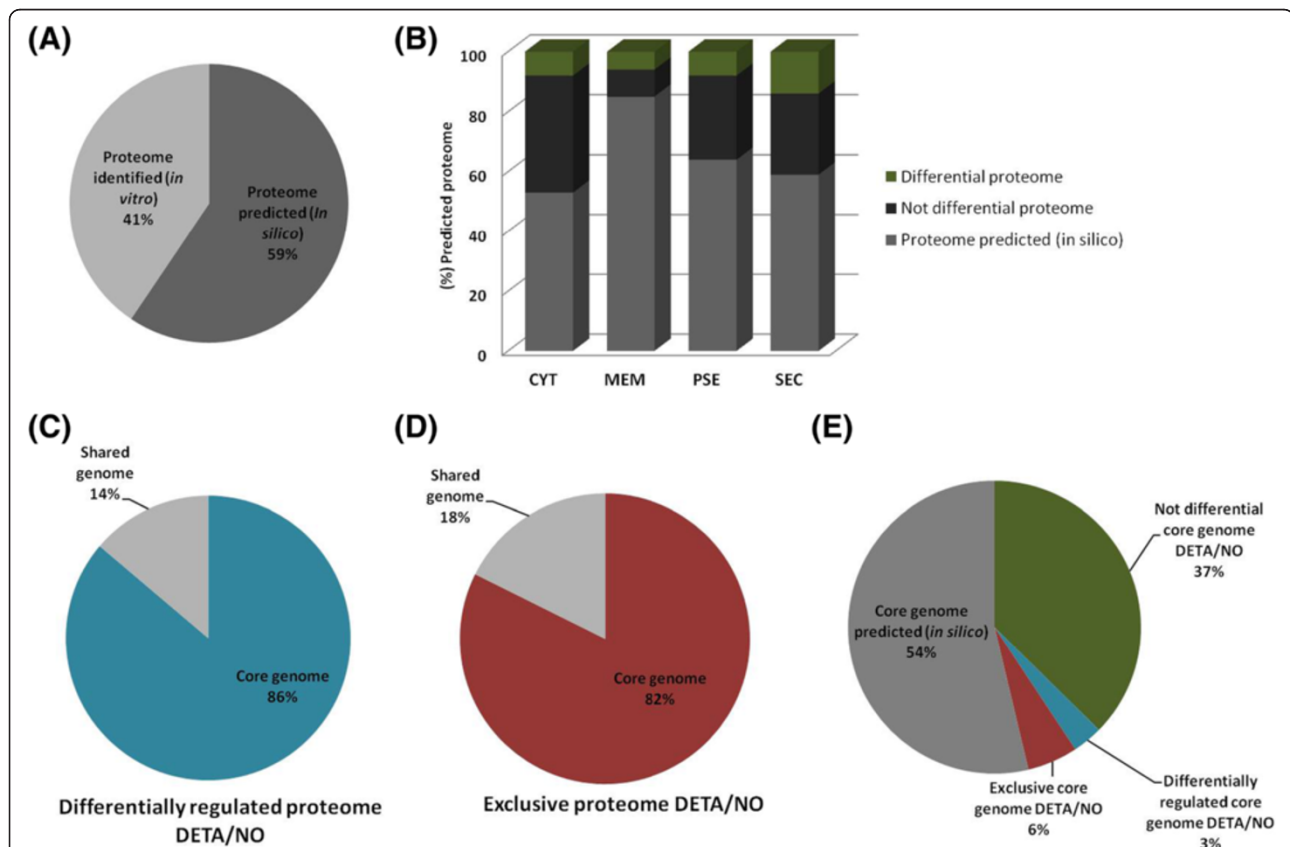 (A)
Proteome
identified (in
vitro)
41%
Proteome
predicted (In
silico)
59%
(B)
(%) Predicted proteome
100
80
60
40
20
0
CYT MEM PSE SEC
Differential proteome
Not differential proteome
Proteome predicted (in silico)
(C)
Shared
genome
14%
Core genome
86%
Differentially regulated proteome
DETA/NO
(D)
Shared
genome
18%
Core genome
82%
Exclusive proteome DETA/NO
(E)
Not differential
core genome
DETA/NO
37%
Core genome
predicted (in silico)
54%
Exclusive core
genome DETA/NO
6%
Differentially
regulated core
genome DETA/NO
3%